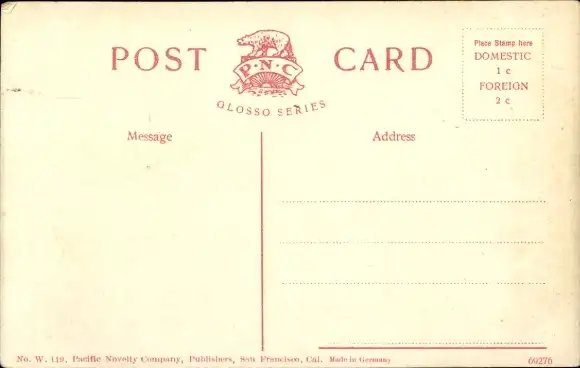 POST CARD
P·N·C
GLOSSO SERIES
Place Stamp here
DOMESTIC
1 c
FOREIGN
2 c
Message
Address
No. W. 119, Pacific Novelty Company, Publishers, San Francisco, Cal. Made in Germany
69276